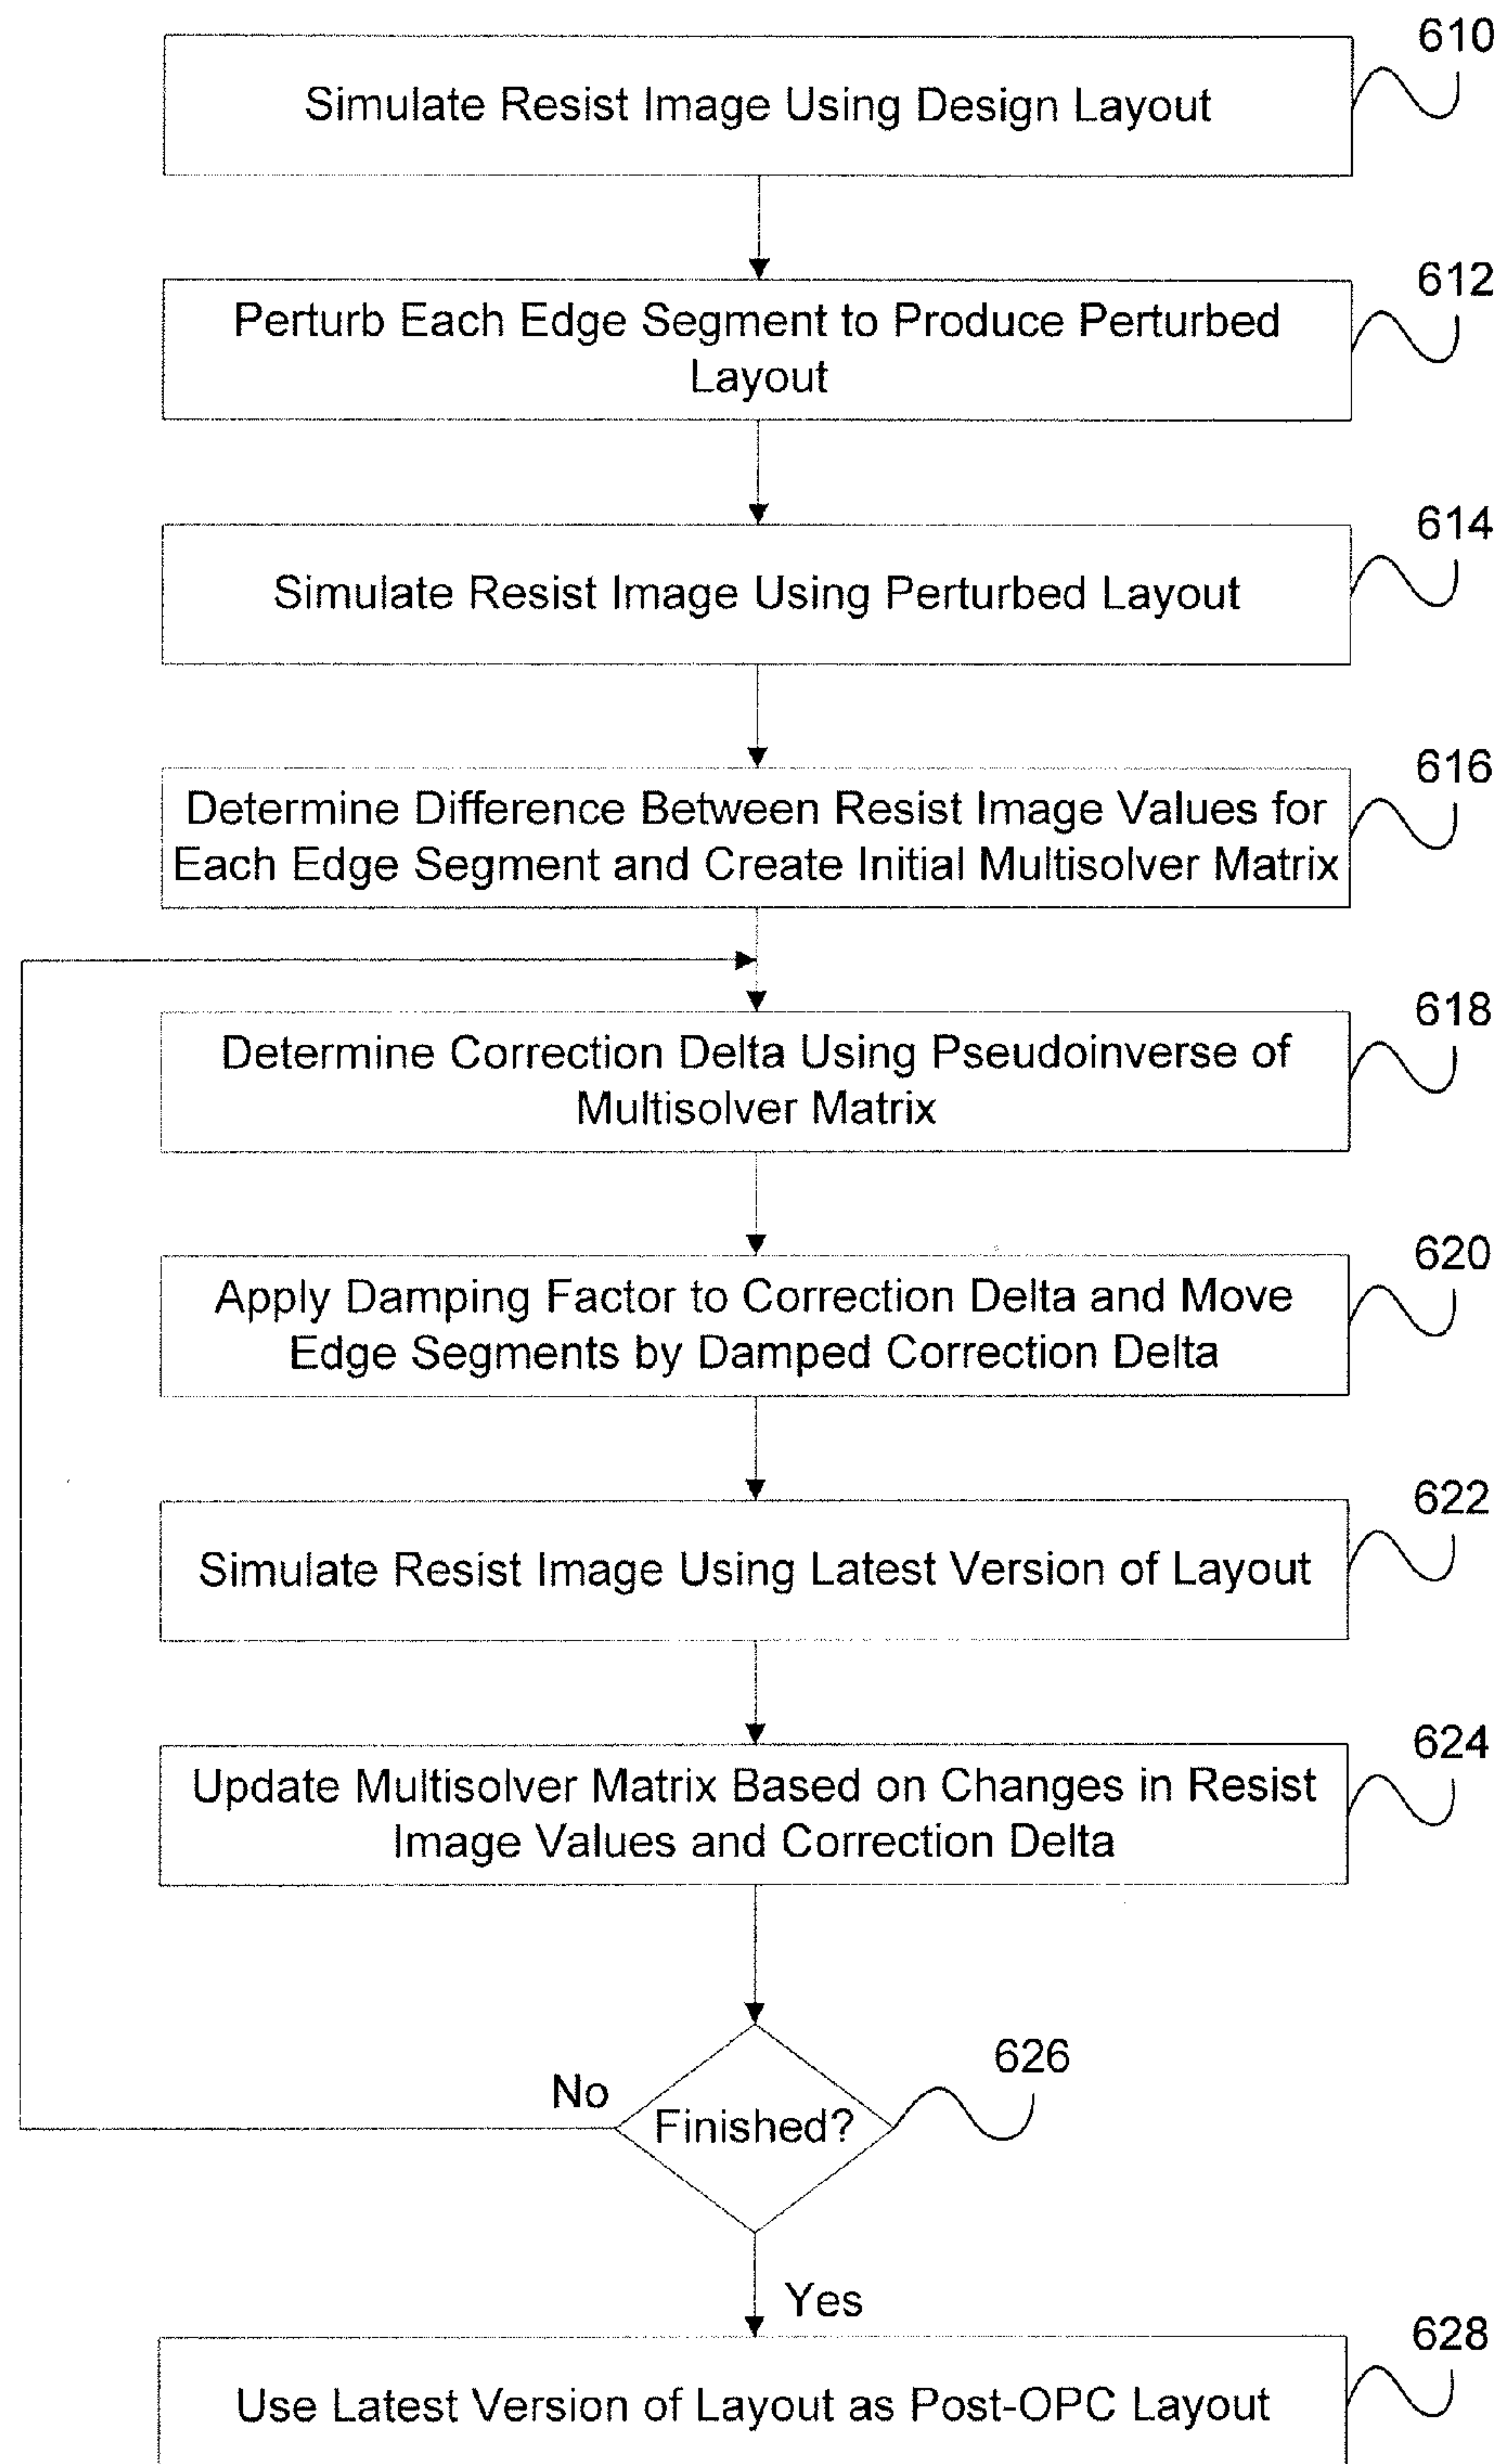 610
Simulate Resist Image Using Design Layout
612
Perturb Each Edge Segment to Produce Perturbed
Layout
614
Simulate Resist Image Using Perturbed Layout
616
Determine Difference Between Resist Image Values for
Each Edge Segment and Create Initial Multisolver Matrix
618
Determine Correction Delta Using Pseudoinverse of
Multisolver Matrix
620
Apply Damping Factor to Correction Delta and Move
Edge Segments by Damped Correction Delta
622
Simulate Resist Image Using Latest Version of Layout
624
Update Multisolver Matrix Based on Changes in Resist
Image Values and Correction Delta
626
No
Finished?
Yes
628
Use Latest Version of Layout as Post-OPC Layout